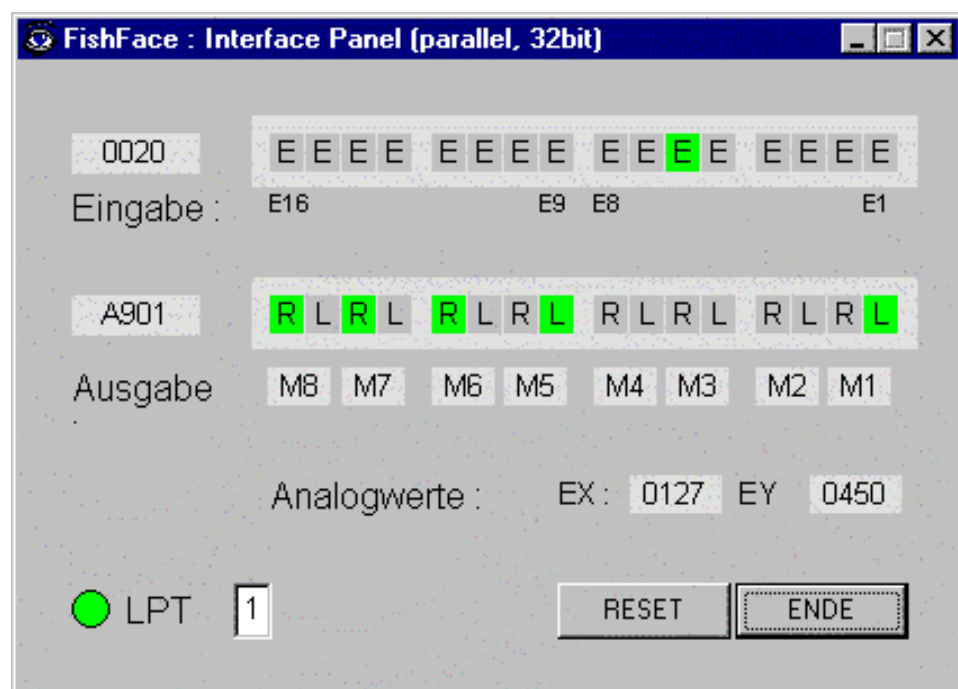 FishFace : Interface Panel (parallel, 32bit)
0020 E E E E E E E E E E E E E E E E
Eingabe : E16 E9 E8 E1
A901 R L R L R L R L R L R L R L R L
Ausgabe : M8 M7 M6 M5 M4 M3 M2 M1
Analogwerte : EX : 0127 EY 0450
LPT 1 RESET ENDE